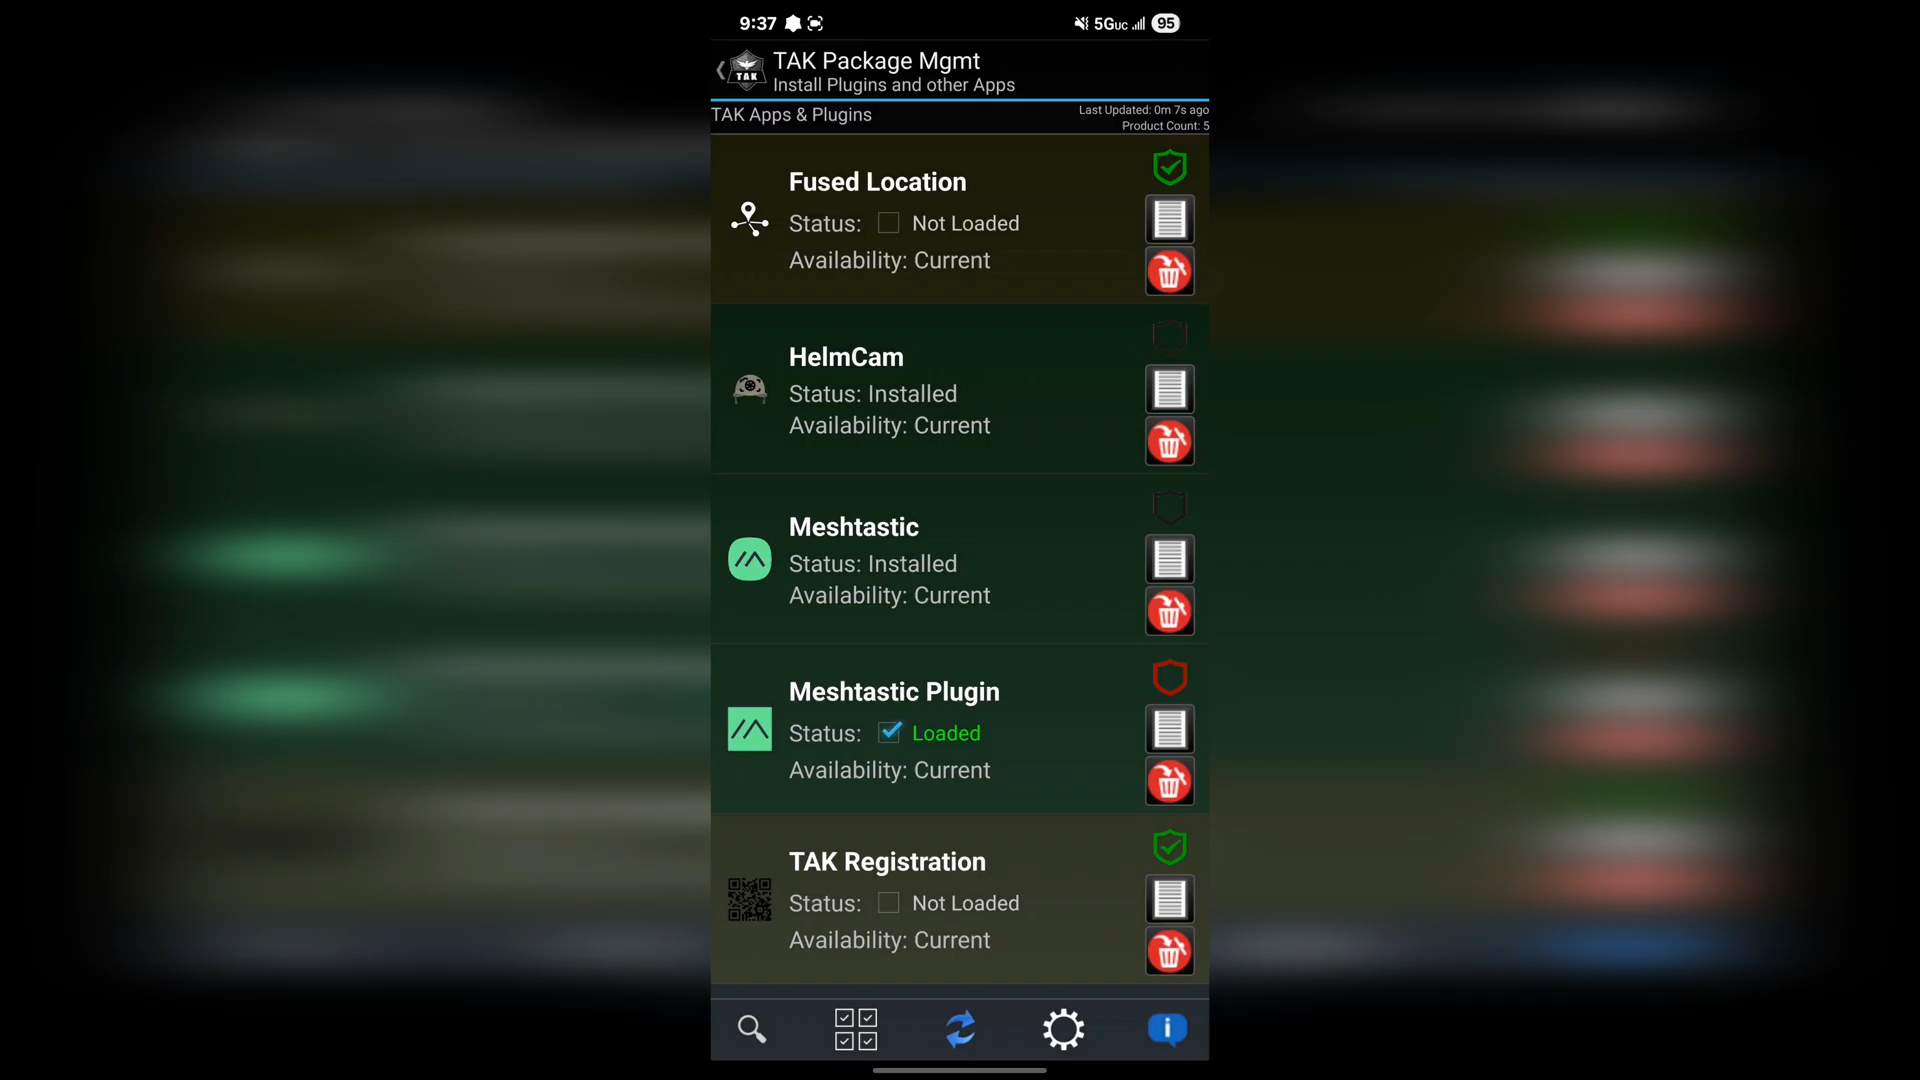 9:37
5GUC 95
TAK
TAK Package Mgmt
Install Plugins and other Apps
TAK Apps & Plugins
Last Updated: 0m 7s ago
Product Count: 5
Fused Location
Status: Not Loaded
Availability: Current
HelmCam
Status: Installed
Availability: Current
Meshtastic
Status: Installed
Availability: Current
Meshtastic Plugin
Status: Loaded
Availability: Current
TAK Registration
Status: Not Loaded
Availability: Current